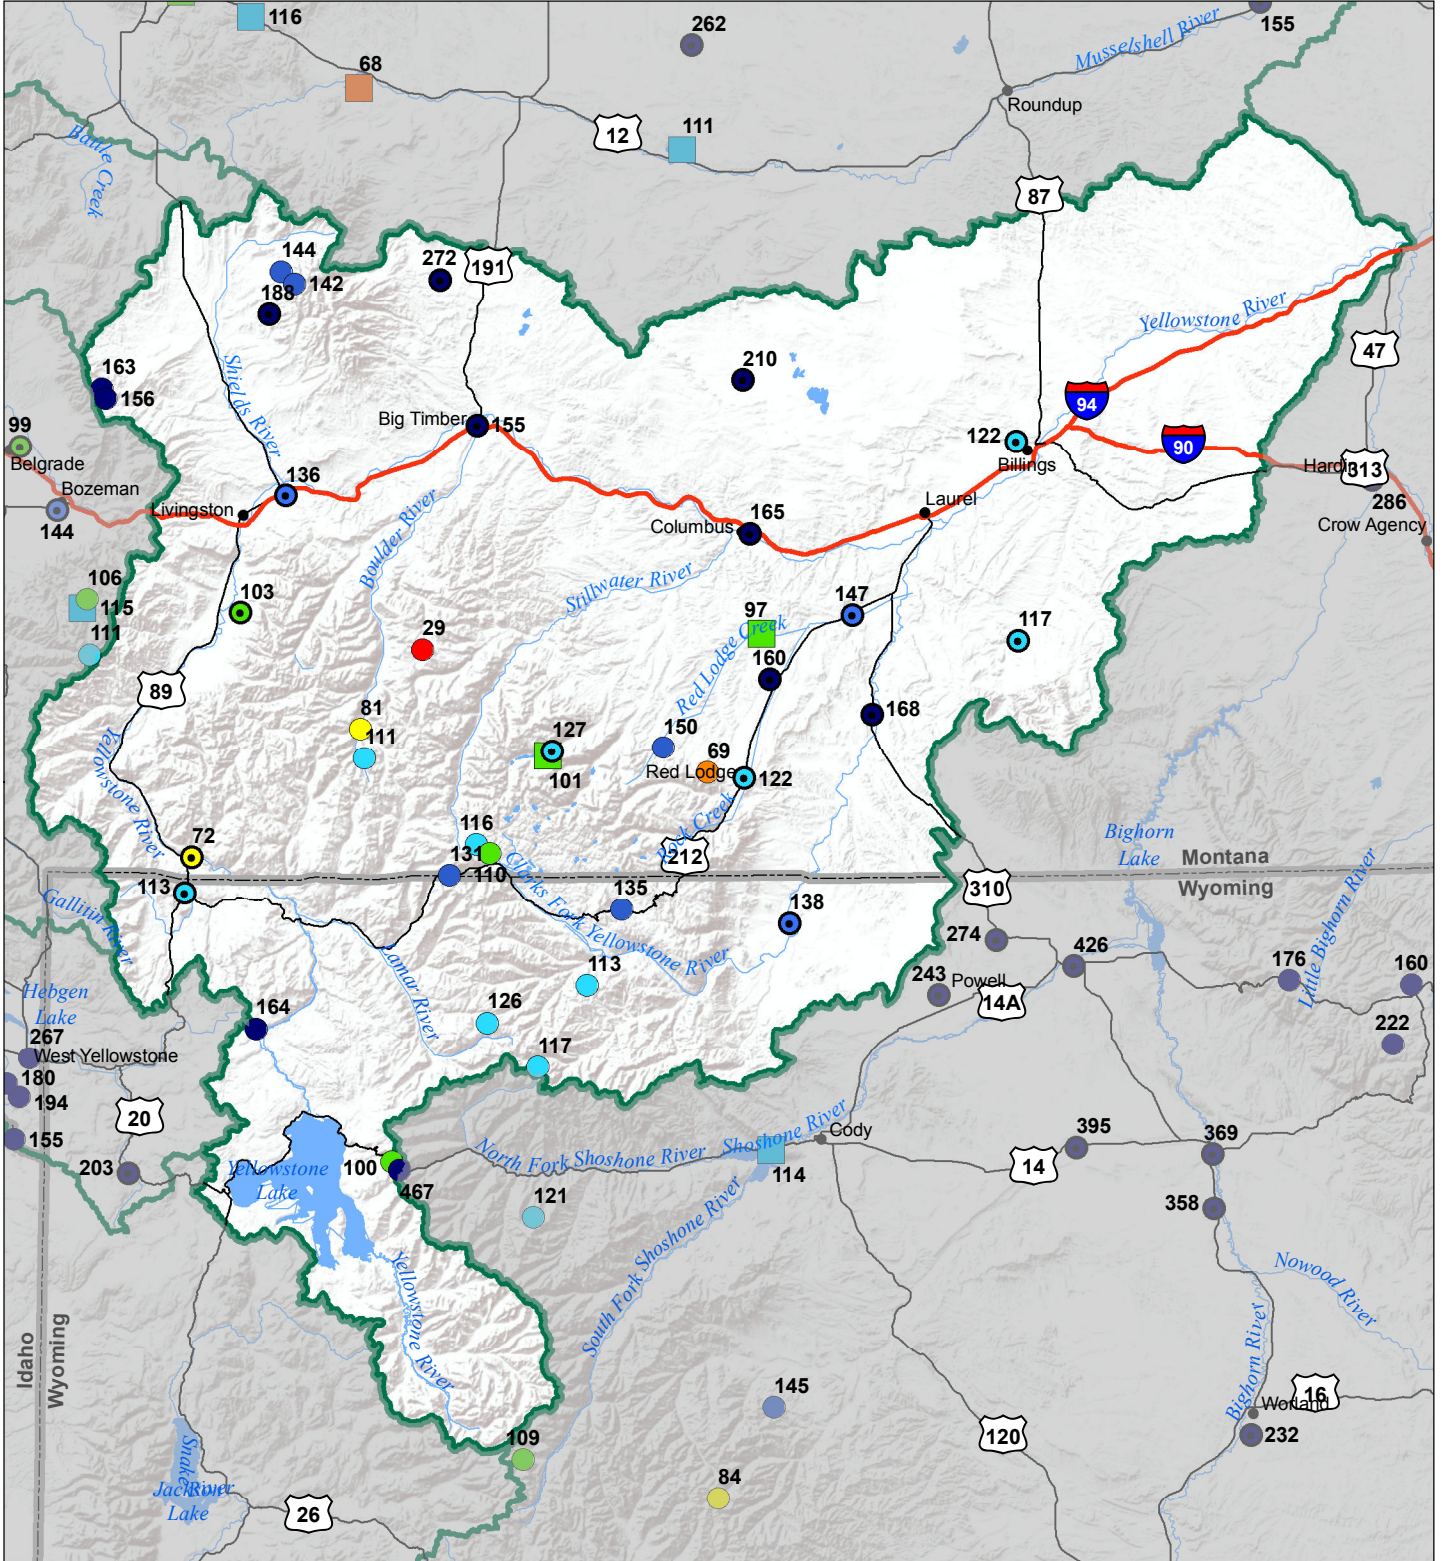 116
262
155
Musselshell River
68
Roundup
12
111
Battle Creek
87
144
142
272
191
188
Yellowstone River
47
163
156
210
94
Shields River
Big Timber
155
99
Belgrade
122
Billings
90
Hardin
313
286
136
Bozeman
144
Livingston
Laurel
165
Columbus
Crow Agency
Boulder River
Stillwater River
106
115
103
147
97
Red Lodge Creek
117
111
29
160
89
168
81
111
127
101
150
69
Red Lodge
122
Yellowstone River
116
131
110
Rock Creek
212
72
Bighorn
Lake
Montana
Wyoming
113
Clarks Fork Yellowstone River
135
310
Gallitin River
138
274
Little Bighorn River
426
176
160
Lamar River
113
243
Powell
14A
Hebgen
Lake
126
164
222
267
West Yellowstone
117
180
194
20
155
203
Shoshone River
Cody
395
369
North Fork Shoshone River
14
114
100
467
Yellowstone
Lake
121
358
South Fork Shoshone River
Yellowstone River
Nowood River
Idaho
Wyoming
Bighorn River
145
16
Worland
232
120
109
Snake River
Jackson
Lake
84
26